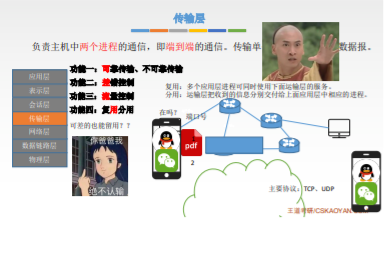 传输层
负责主机中两个进程的通信，即端到端的通信。传输单
数据报。
功能一：可靠传输、不可靠传输
功能二：差错控制
功能三：流量控制
功能四：复用分用
复用：多个应用层进程可同时使用下面运输层的服务。
分用：运输层把收到的信息分别交付给上面应用层中相应的进程。
应用层
表示层
会话层
传输层
网络层
数据链路层
物理层
可差的也能留用？？
你爸爸我
绝不认输
在吗？
端口号
pdf
2
主要协议：TCP、UDP
王道考研/CSKAOYAN.COM